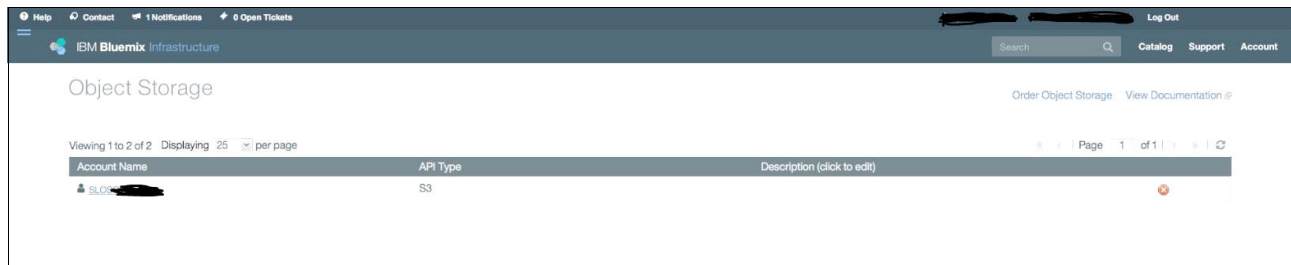 Help Contact 1 Notifications 0 Open Tickets Log Out
IBM Bluemix Infrastructure Search Catalog Support Account
Object Storage
Order Object Storage View Documentation
Viewing 1 to 2 of 2 Displaying 25 per page Page 1 of 1
Account Name API Type Description (click to edit)
S3